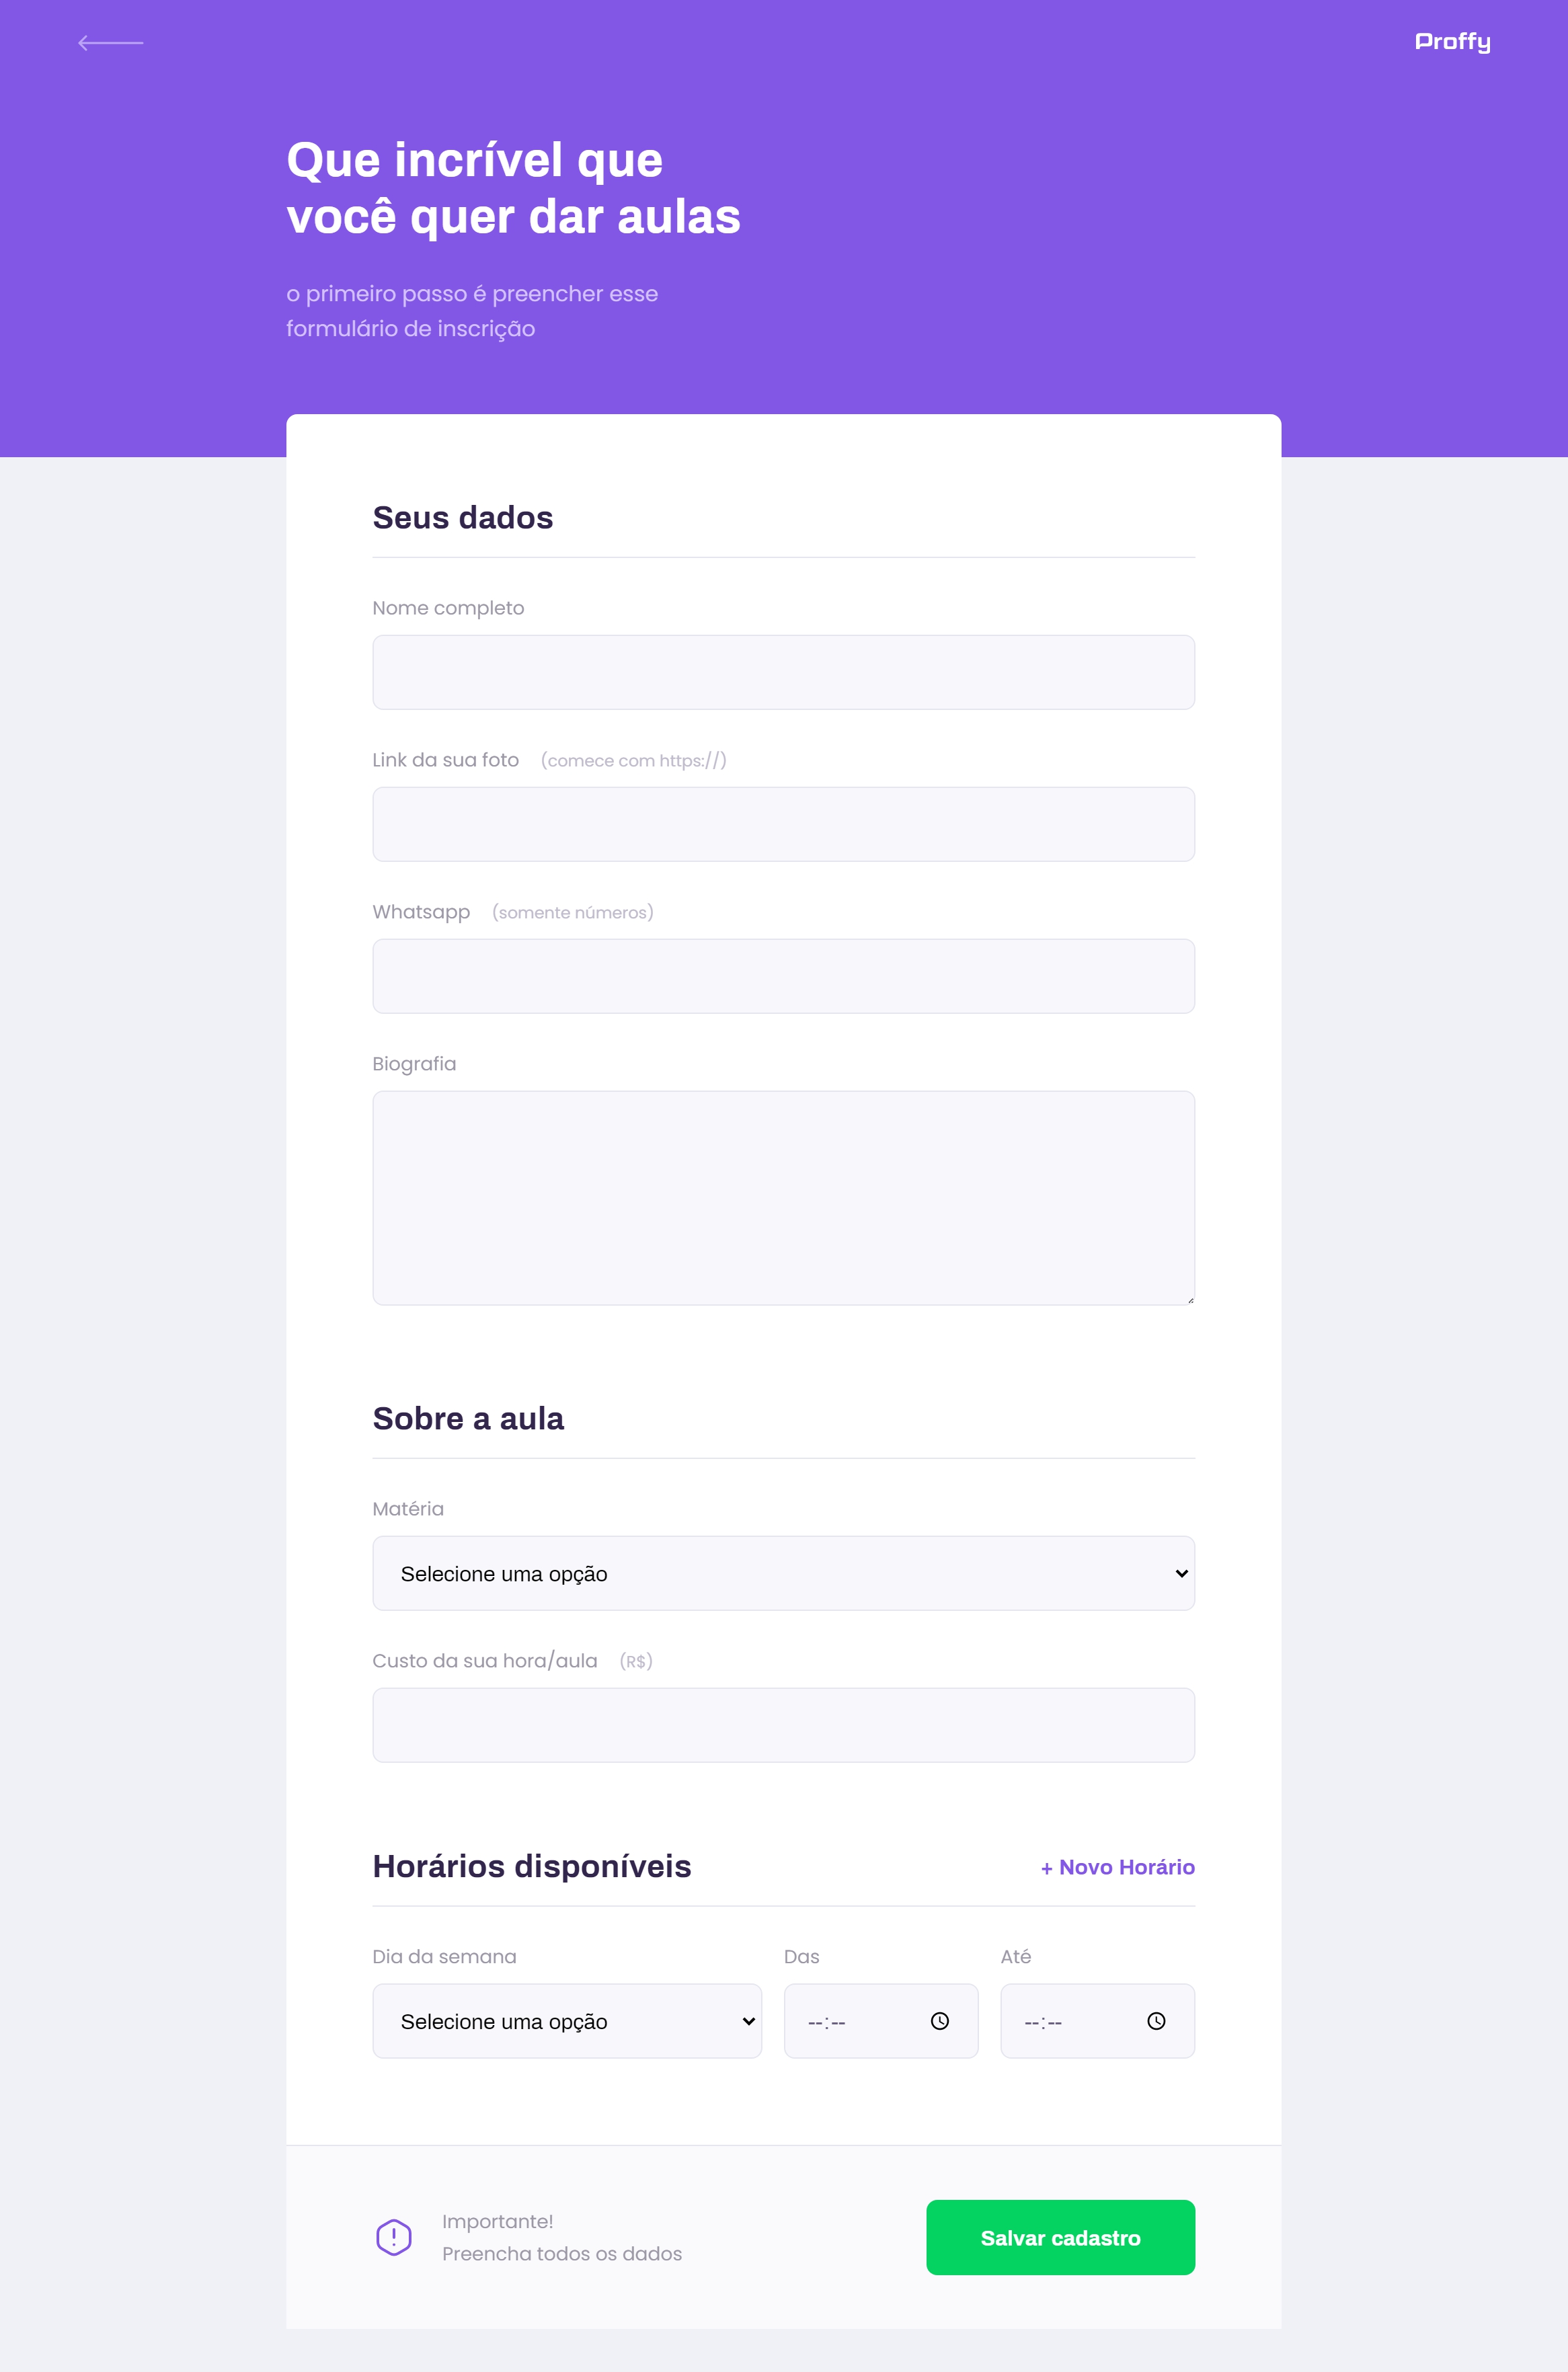 Proffy
Que incrível que
você quer dar aulas
o primeiro passo é preencher esse
formulário de inscrição
Seus dados
Nome completo
Link da sua foto (comece com https://)
Whatsapp (somente números)
Biografia
Sobre a aula
Matéria
Selecione uma opção
Custo da sua hora/aula (R$)
Horários disponíveis + Novo Horário
Dia da semana Das Até
Selecione uma opção --:-- --:--
Importante!
Preencha todos os dados
Salvar cadastro